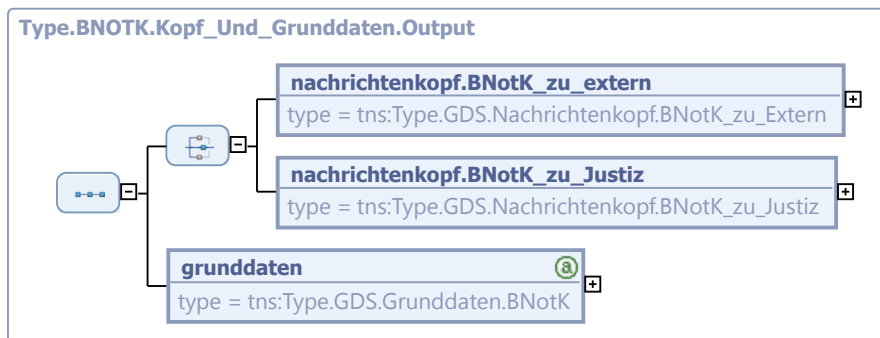 Type.BNOTK.Kopf_Und_Grunddaten.Output
nachrichtenkopf.BNotK_zu_extern
type = tns:Type.GDS.Nachrichtenkopf.BNotK_zu_Extern
nachrichtenkopf.BNotK_zu_Justiz
type = tns:Type.GDS.Nachrichtenkopf.BNotK_zu_Justiz
grunddaten a
type = tns:Type.GDS.Grunddaten.BNotK